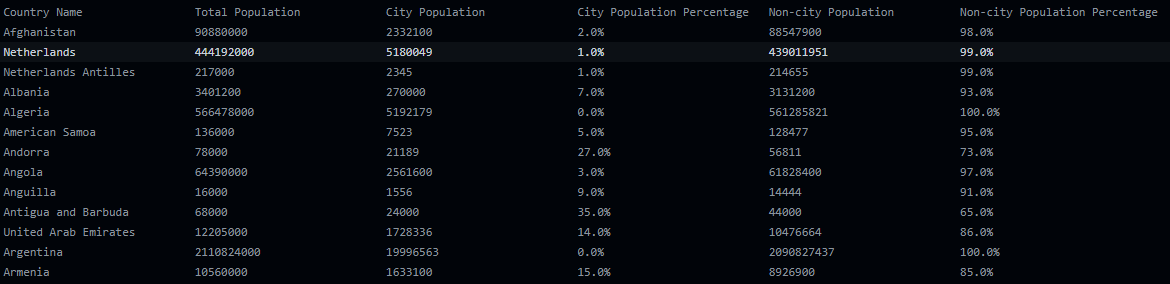 Country Name Total Population City Population City Population Percentage Non-city Population Non-city Population Percentage
Afghanistan 90880000 2332100 2.0% 88547900 98.0%
Netherlands 444192000 5180049 1.0% 439011951 99.0%
Netherlands Antilles 217000 2345 1.0% 214655 99.0%
Albania 3401200 270000 7.0% 3131200 93.0%
Algeria 566478000 5192179 0.0% 561285821 100.0%
American Samoa 136000 7523 5.0% 128477 95.0%
Andorra 78000 21189 27.0% 56811 73.0%
Angola 64390000 2561600 3.0% 61828400 97.0%
Anguilla 16000 1556 9.0% 14444 91.0%
Antigua and Barbuda 68000 24000 35.0% 44000 65.0%
United Arab Emirates 12205000 1728336 14.0% 10476664 86.0%
Argentina 2110824000 19996563 0.0% 2090827437 100.0%
Armenia 10560000 1633100 15.0% 8926900 85.0%